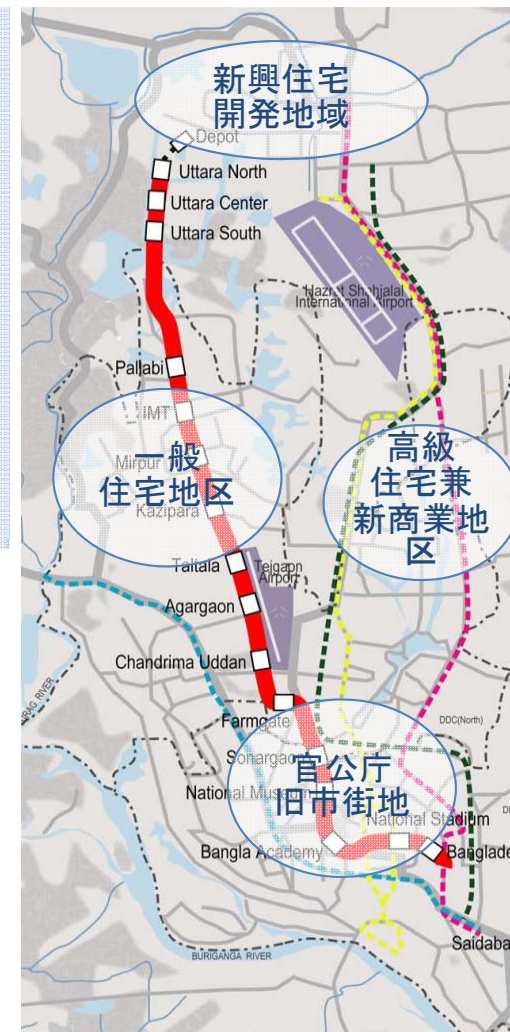 新興住宅
開発地域
Depot
Uttara North
Uttara Center
Uttara South
Hazrat Shahjalal
International Airport
Pallabi
IMT
一般
住宅地区
Mirpur
Kazipara
高級
住宅兼
新商業地
区
Taltala
Tejgaon
Airport
Agargaon
Chandrima Uddan
URAG RIVER
Farmgate
DDC(North)
Sonargaon
官公庁
旧市街地
National Museum
National Stadium
Bangla Academy
Banglade
Saidaba
BURIGANGA RIVER